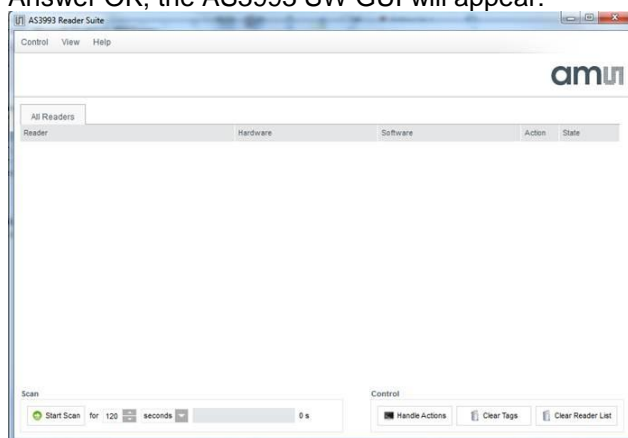 Answer OK, the AS3993 SW GUI will appear.
AS3993 Reader Suite
Control View Help
amu
All Readers
Reader Hardware Software Action State
Scan Control
Start Scan for 120 seconds 0 s Handle Actions Clear Tags Clear Reader List